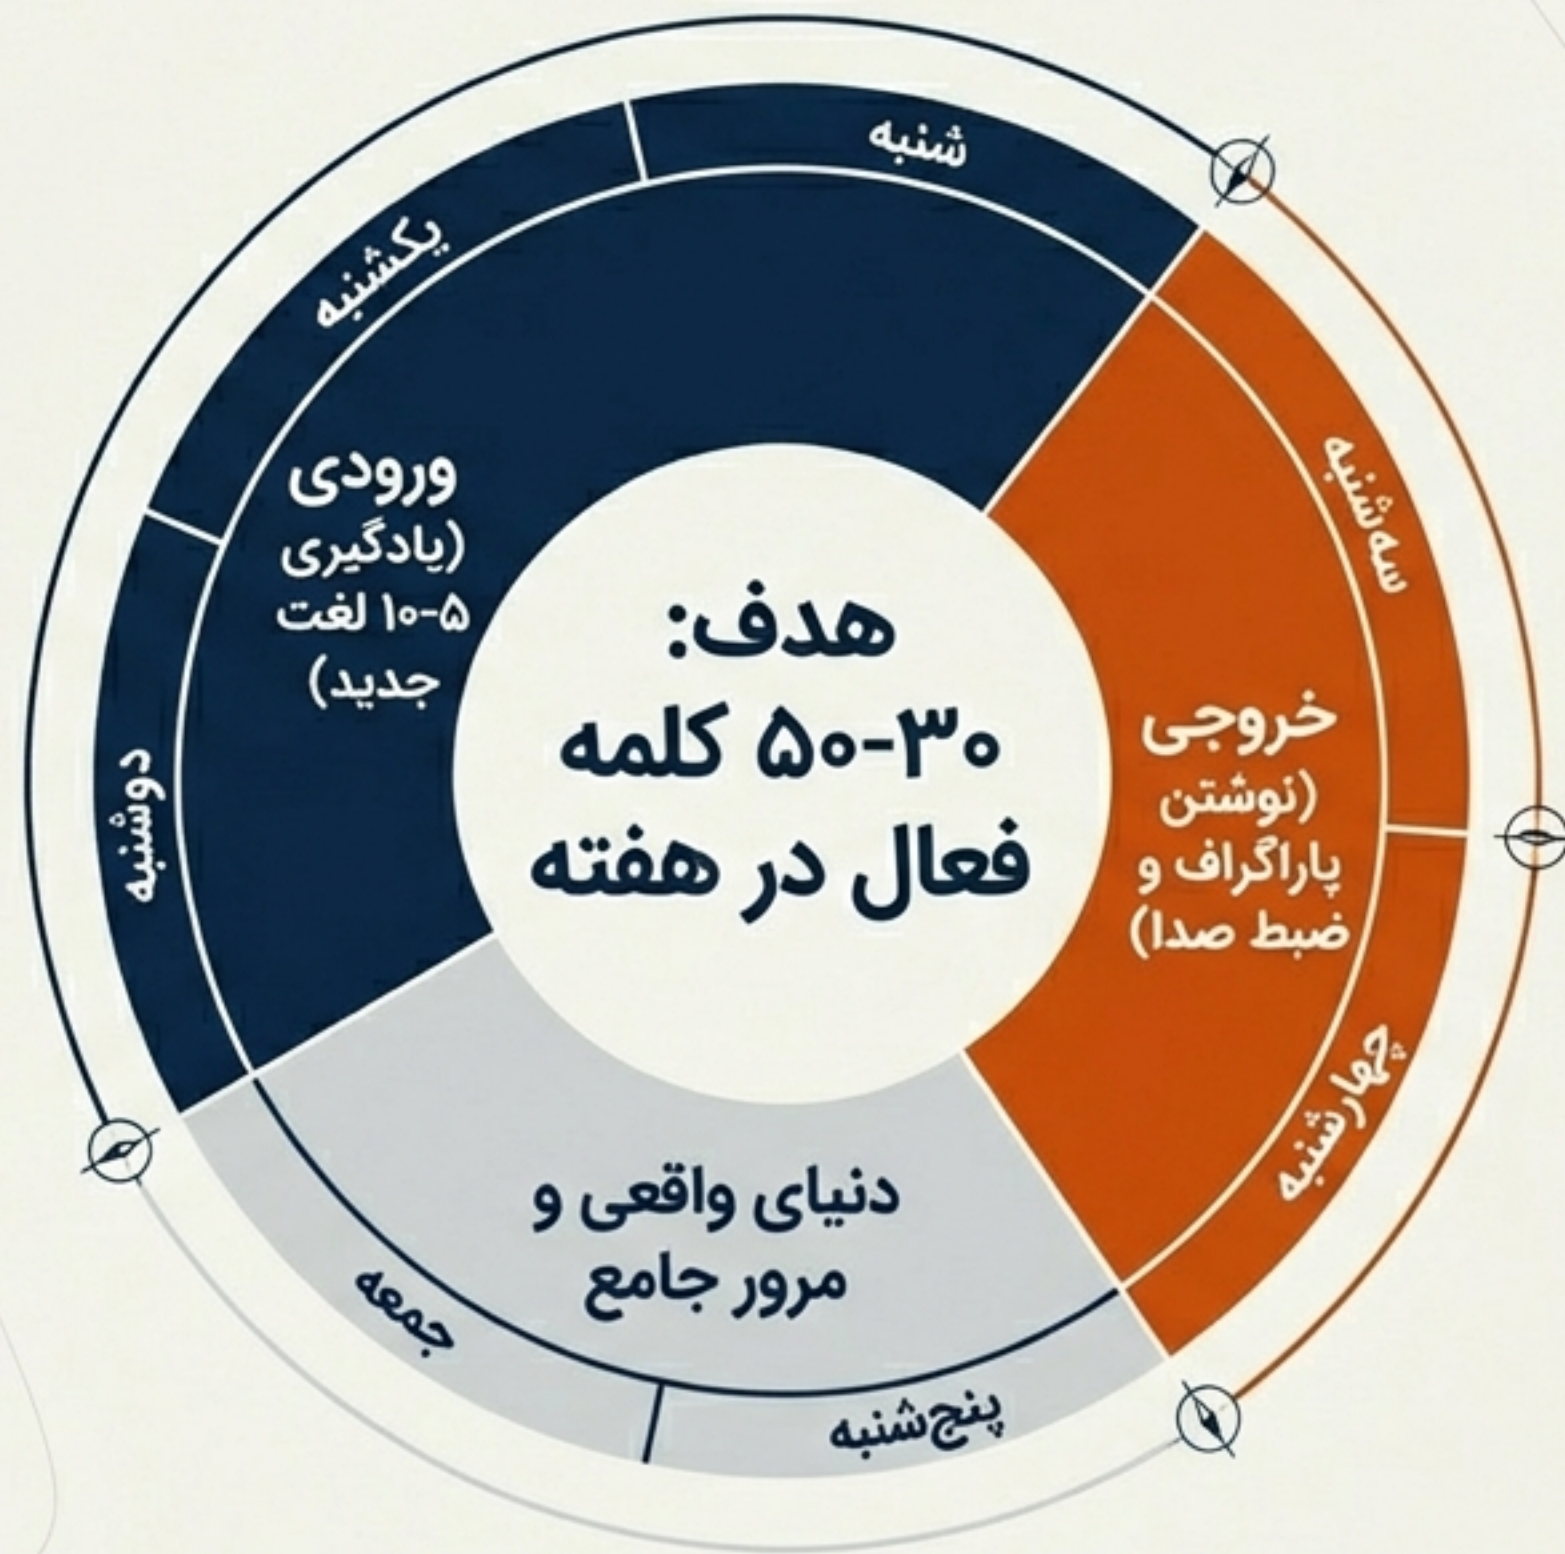 هدف:
۳۰-۵۰ کلمه
فعال در هفته
ورودی
(یادگیری
۵-۱۰ لغت
جدید)
شنبه
یکشنبه
دوشنبه
خروجی
(نوشتن
پاراگراف و
ضبط صدا)
سه‌شنبه
چهارشنبه
دنیای واقعی و
مرور جامع
پنج‌شنبه
جمعه